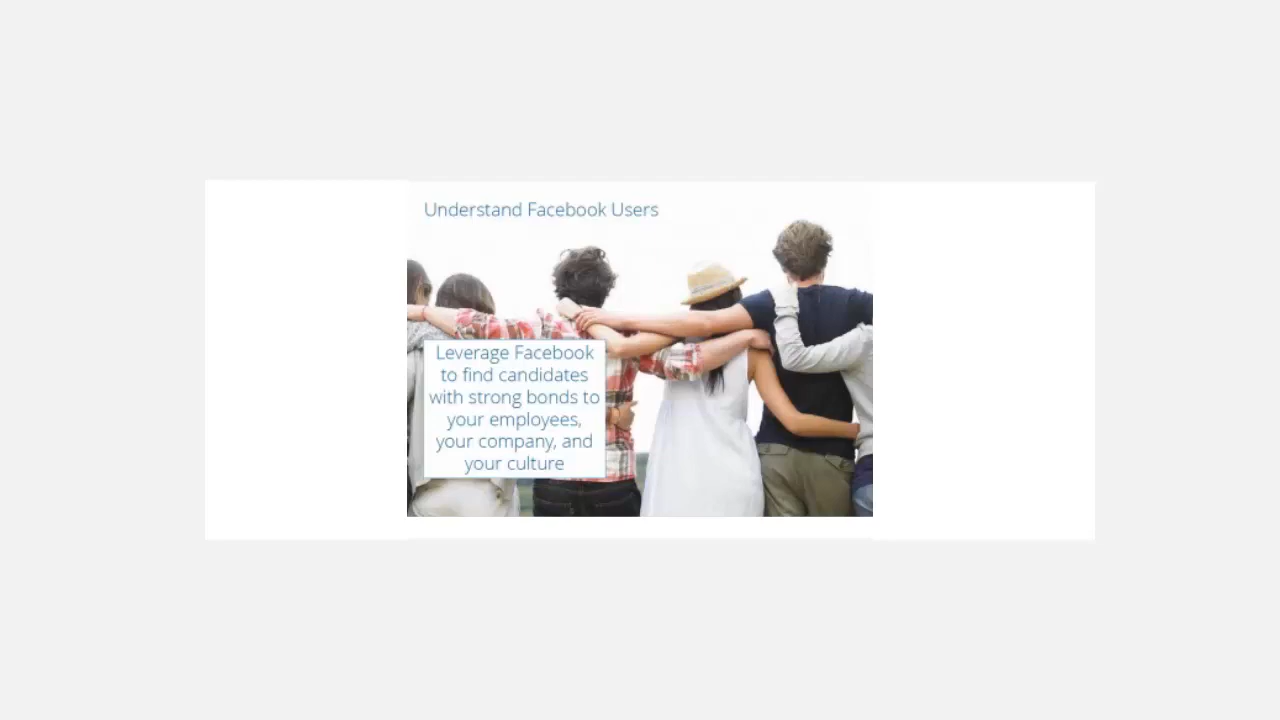 Understand Facebook Users
Leverage Facebook
to find candidates
with strong bonds to
your employees,
your company, and
your culture